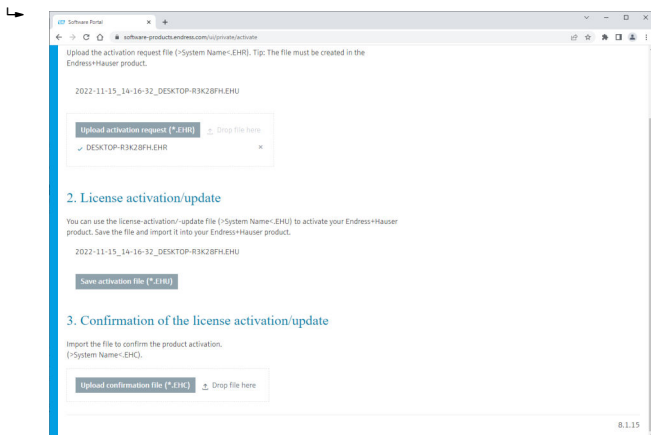 Software Portal
software-products.endress.com/ui/private/activate
Upload the activation request file (>System Name<.EHR). Tip: The file must be created in the
Endress+Hauser product.
2022-11-15_14-16-32_DESKTOP-R3K28FH.EHU
Upload activation request (*.EHR) Drop file here
DESKTOP-R3K28FH.EHR
2. License activation/update
You can use the license-activation/-update file (>System Name<.EHU) to activate your Endress+Hauser
product. Save the file and import it into your Endress+Hauser product.
2022-11-15_14-16-32_DESKTOP-R3K28FH.EHU
Save activation file (*.EHU)
3. Confirmation of the license activation/update
Import the file to confirm the product activation.
(>System Name<.EHC).
Upload confirmation file (*.EHC) Drop file here
8.1.15